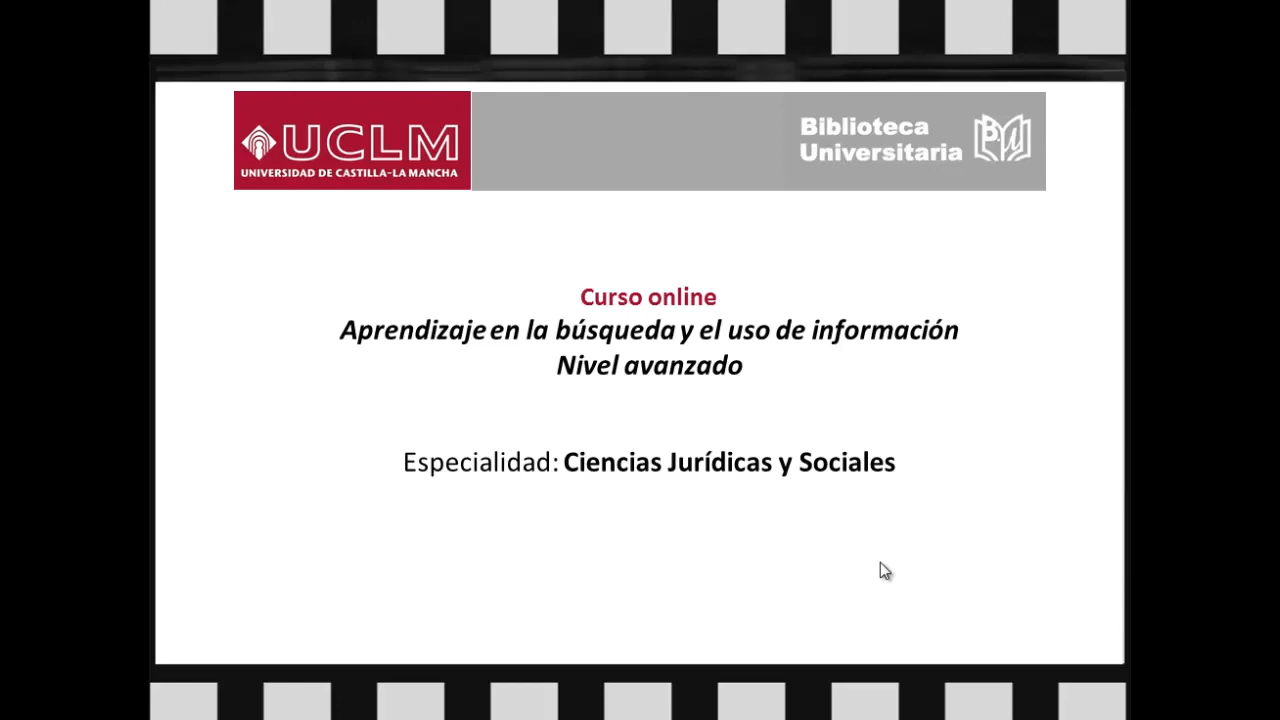 UCLM
UNIVERSIDAD DE CASTILLA-LA MANCHA
Biblioteca
Universitaria
Curso online
Aprendizaje en la búsqueda y el uso de información
Nivel avanzado
Especialidad: Ciencias Jurídicas y Sociales